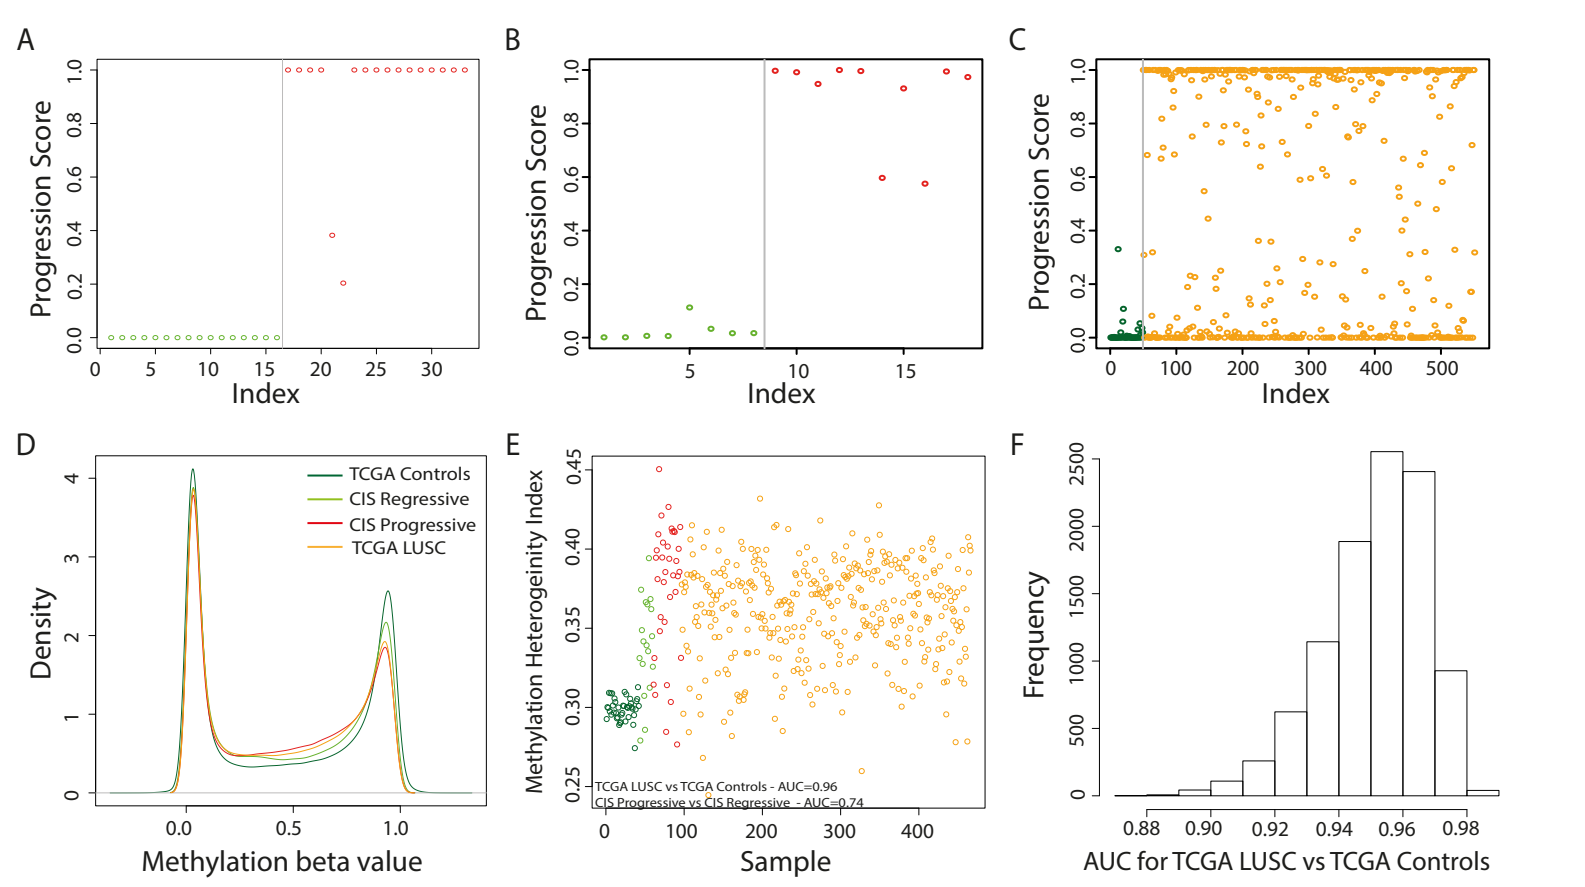 A
Progression Score
0.0 0.2 0.4 0.6 0.8 1.0
0 5 10 15 20 25 30
Index
B
Progression Score
0.0 0.2 0.4 0.6 0.8 1.0
5 10 15
Index
C
Progression Score
0.0 0.2 0.4 0.6 0.8 1.0
0 100 200 300 400 500
Index
D
Density
0 1 2 3 4
TCGA Controls
CIS Regressive
CIS Progressive
TCGA LUSC
0.0 0.5 1.0
Methylation beta value
E
Methylation Heterogeinity Index
0.25 0.30 0.35 0.40 0.45
TCGA LUSC vs TCGA Controls - AUC=0.96
CIS Progressive vs CIS Regressive - AUC=0.74
0 100 200 300 400
Sample
F
Frequency
0 500 1000 1500 2000 2500
0.88 0.90 0.92 0.94 0.96 0.98
AUC for TCGA LUSC vs TCGA Controls